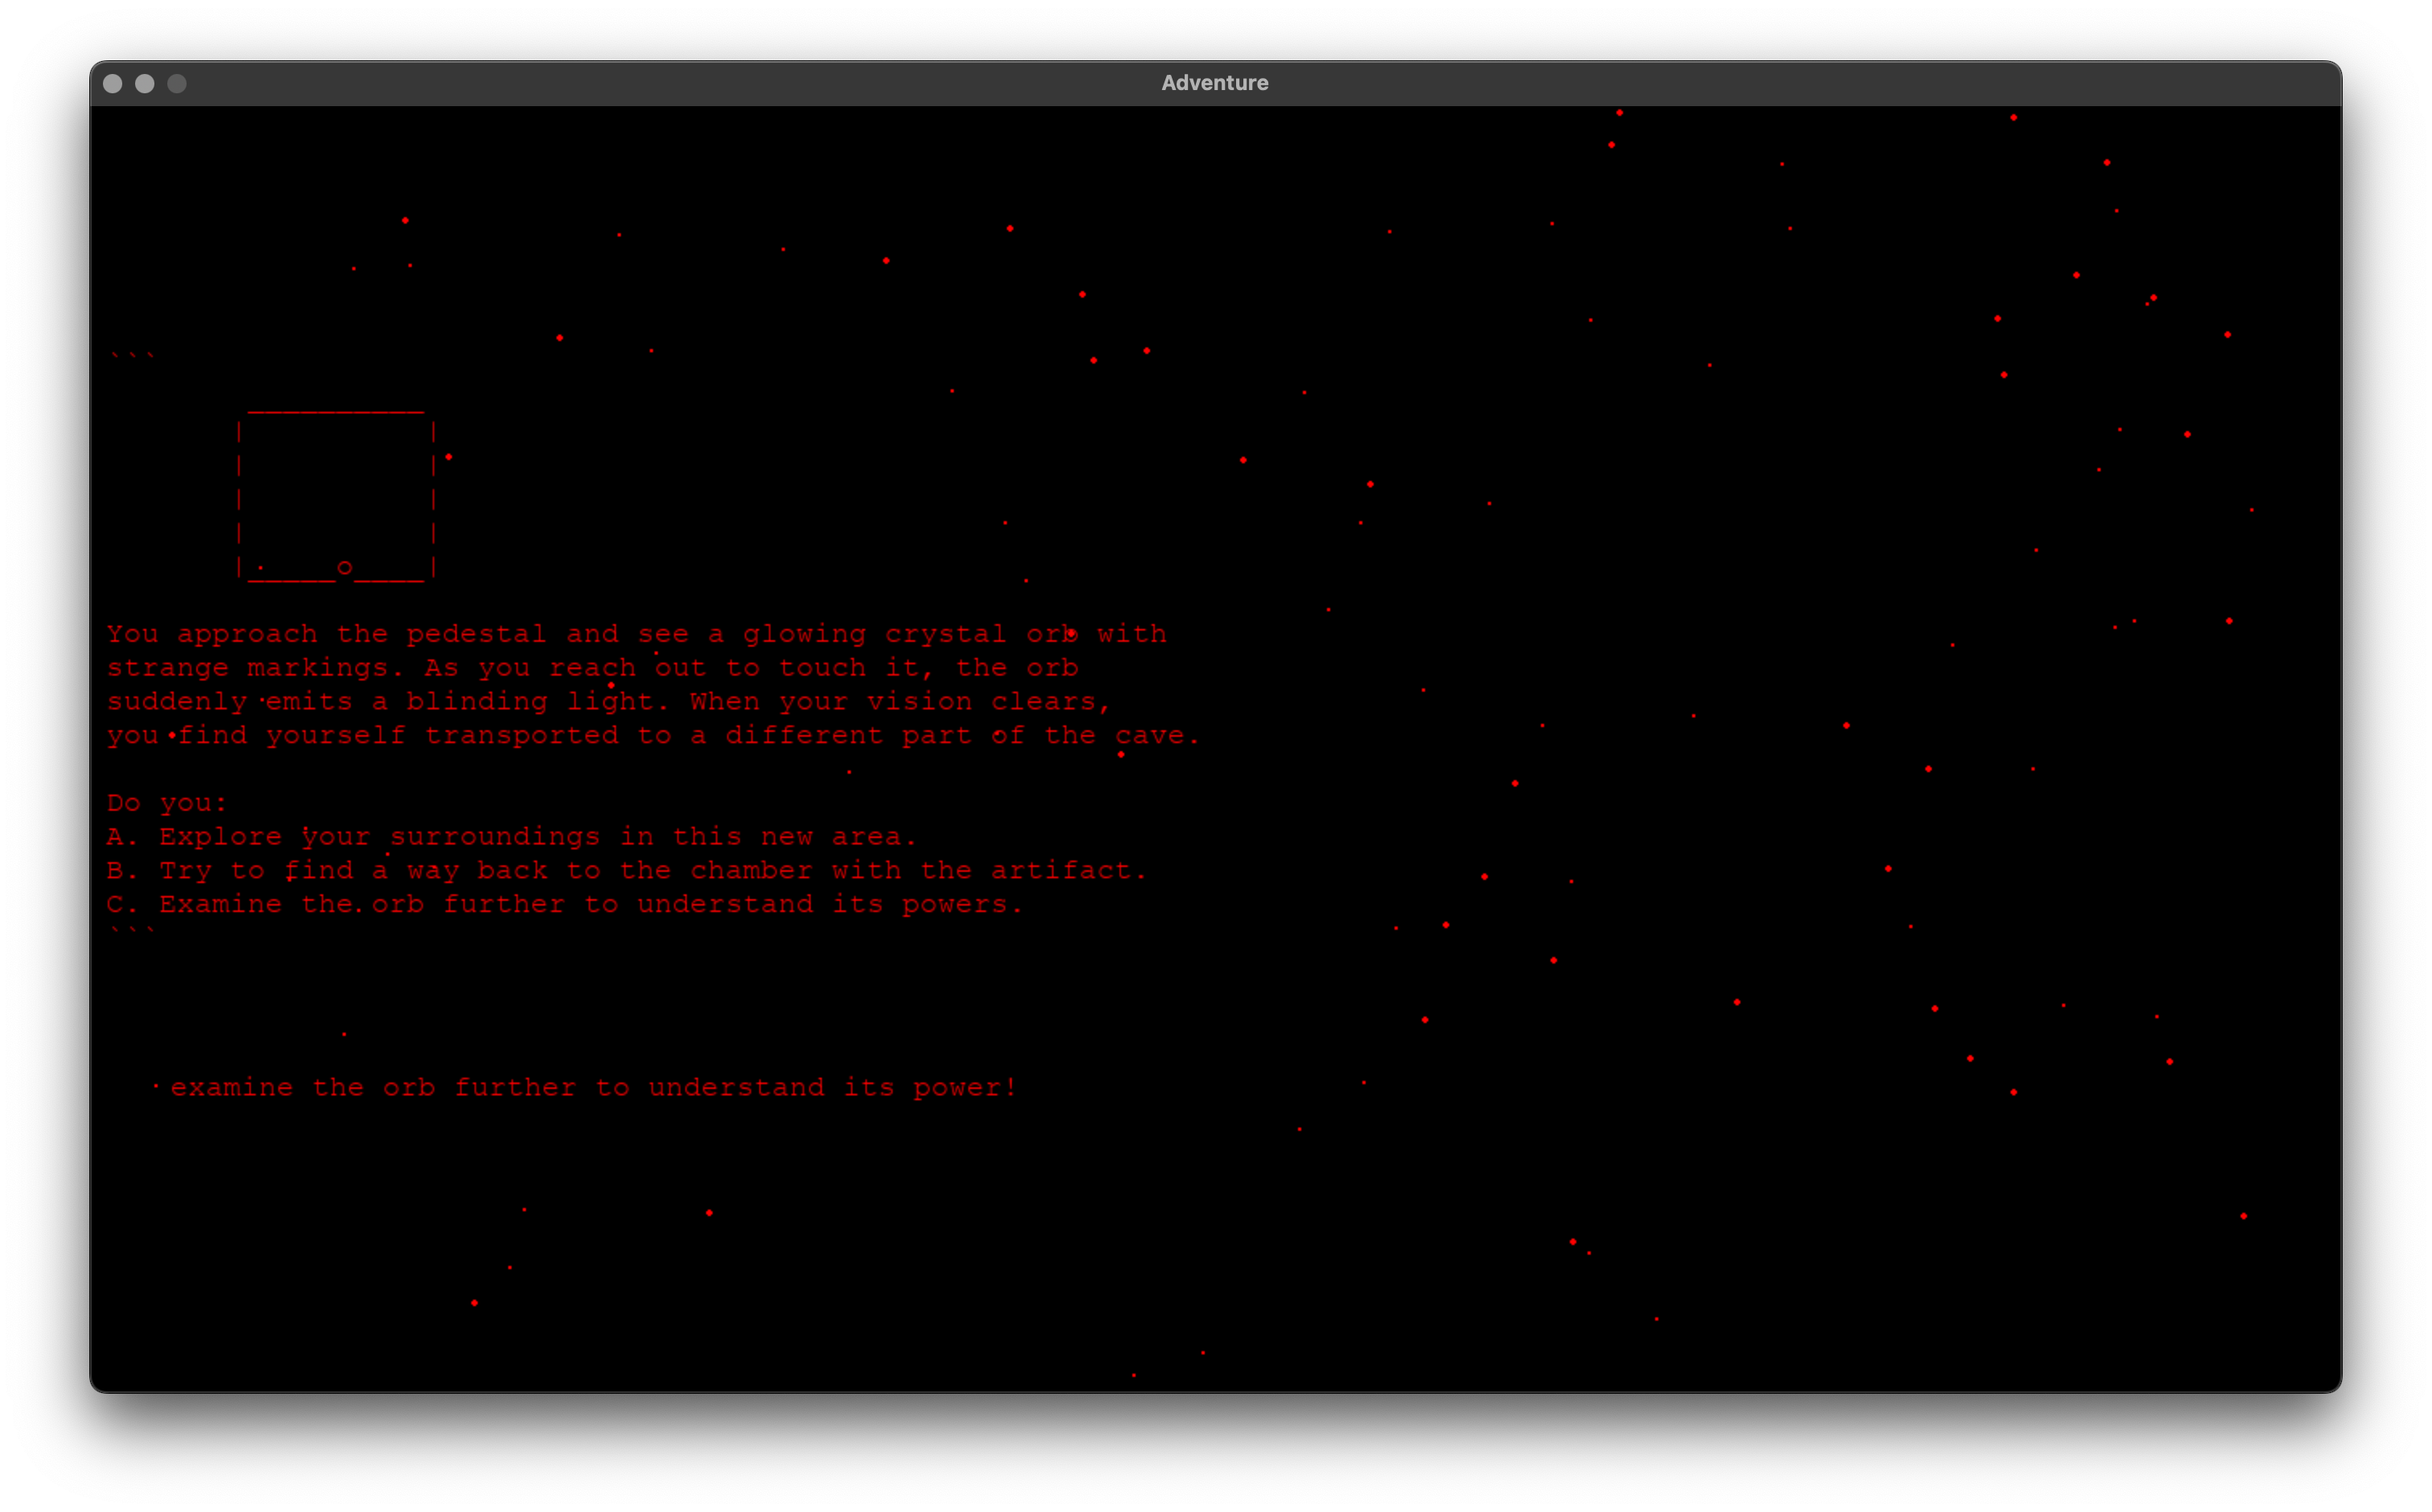 Adventure
```
__________
|          |
|          |
|          |
|          |
|_____o____|
You approach the pedestal and see a glowing crystal orb with
strange markings. As you reach out to touch it, the orb
suddenly emits a blinding light. When your vision clears,
you find yourself transported to a different part of the cave.
Do you:
A. Explore your surroundings in this new area.
B. Try to find a way back to the chamber with the artifact.
C. Examine the orb further to understand its powers.
```
examine the orb further to understand its power!